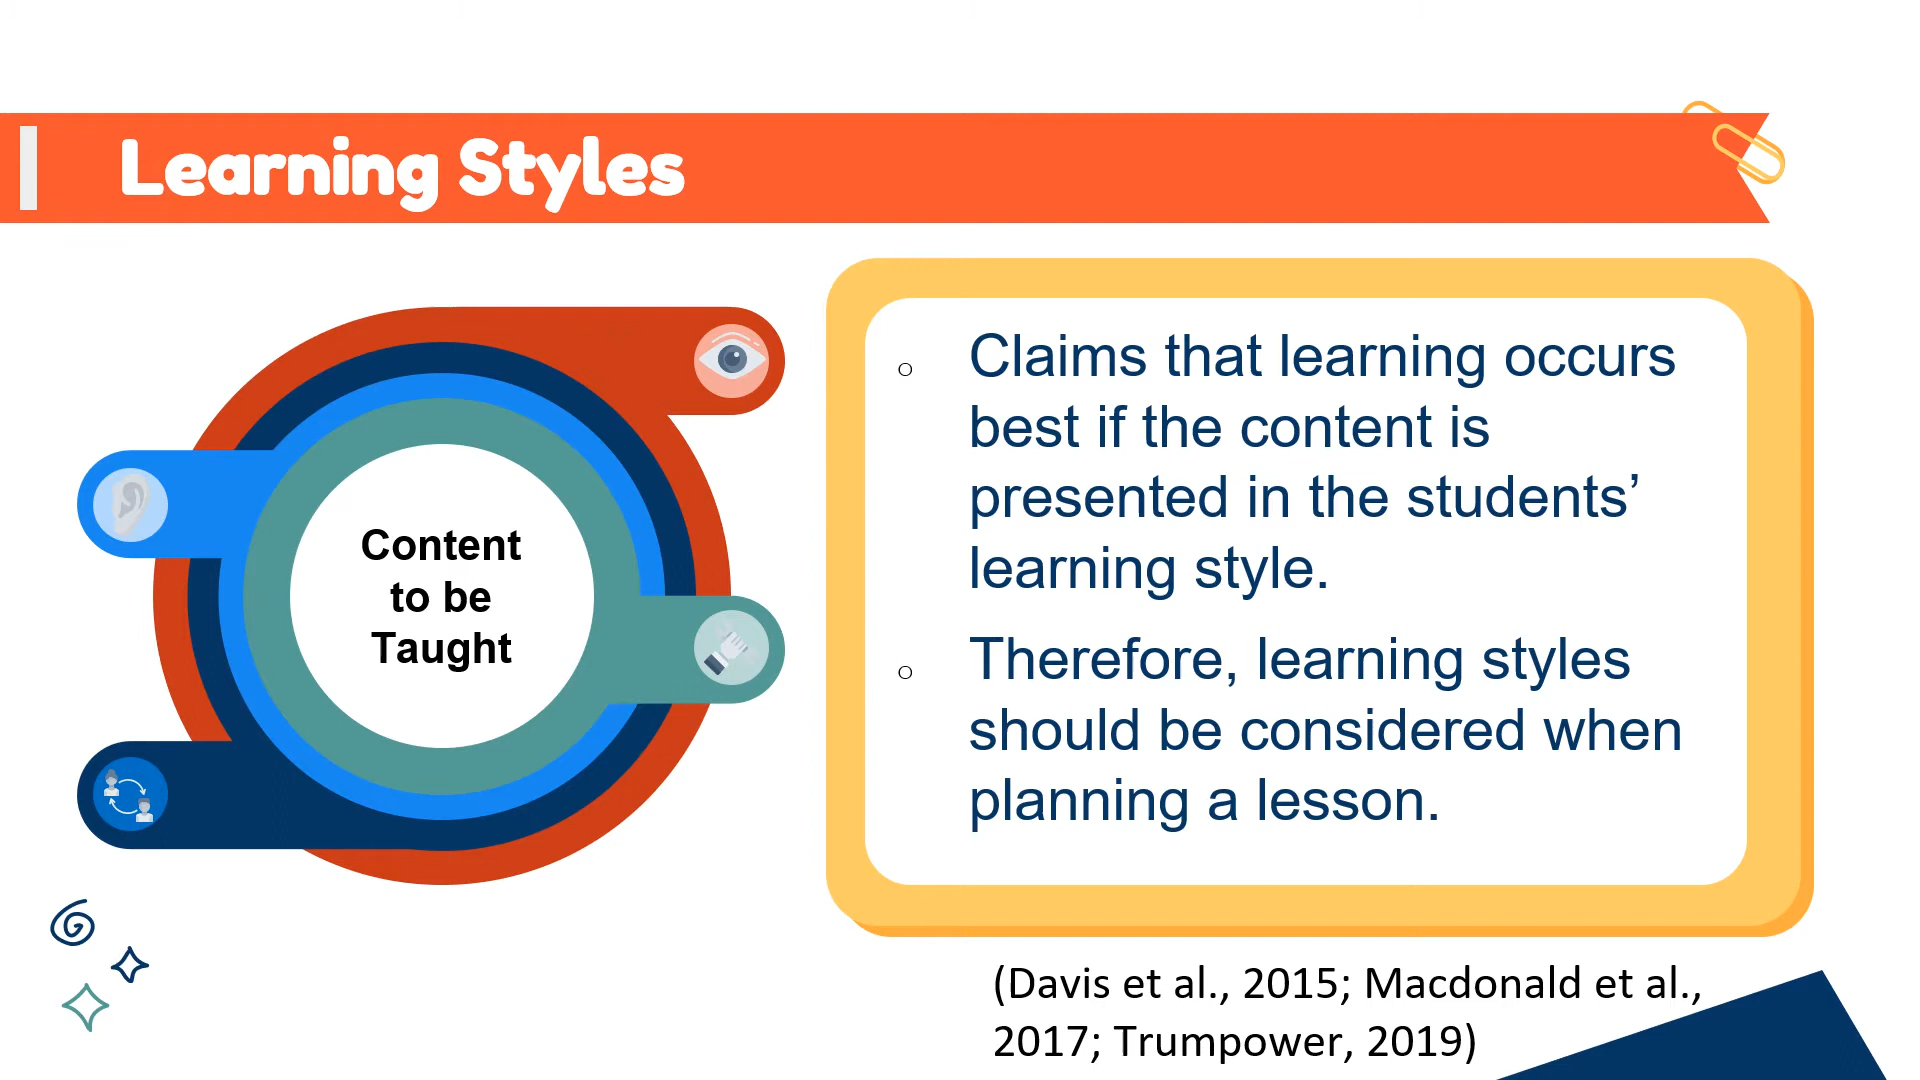 Learning Styles
Content
to be
Taught
Claims that learning occurs
best if the content is
presented in the students’
learning style.
Therefore, learning styles
should be considered when
planning a lesson.
(Davis et al., 2015; Macdonald et al.,
2017; Trumpower, 2019)